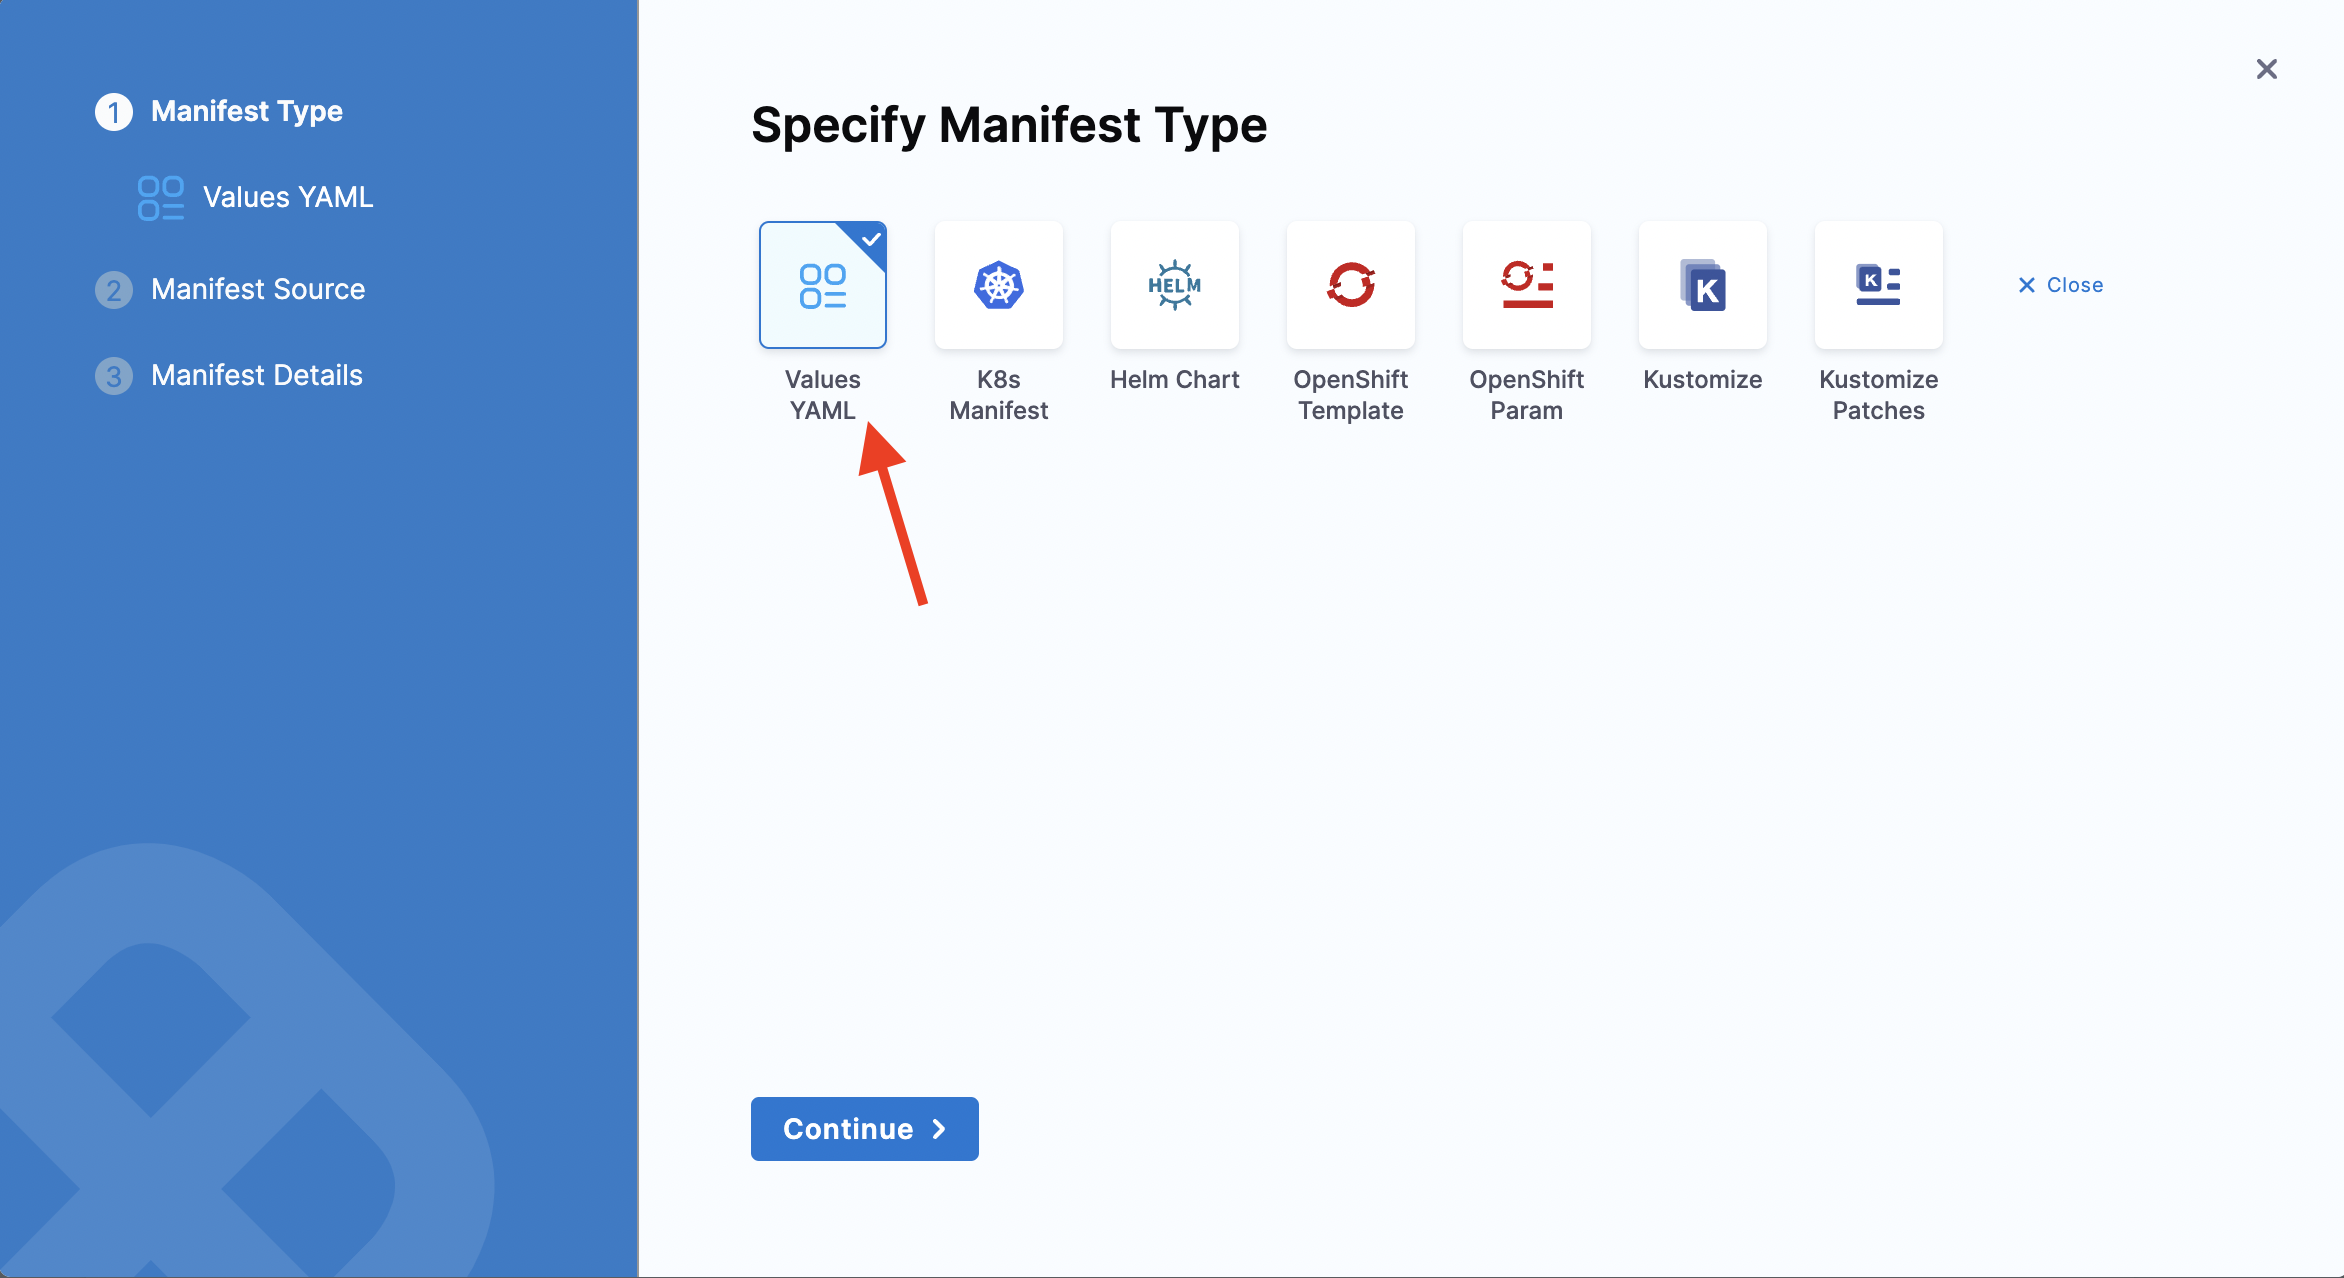 1 Manifest Type
Values YAML
2 Manifest Source
3 Manifest Details
Specify Manifest Type
Values
YAML
K8s
Manifest
HELM
Helm Chart
OpenShift
Template
OpenShift
Param
K
Kustomize
K
Kustomize
Patches
Close
Continue